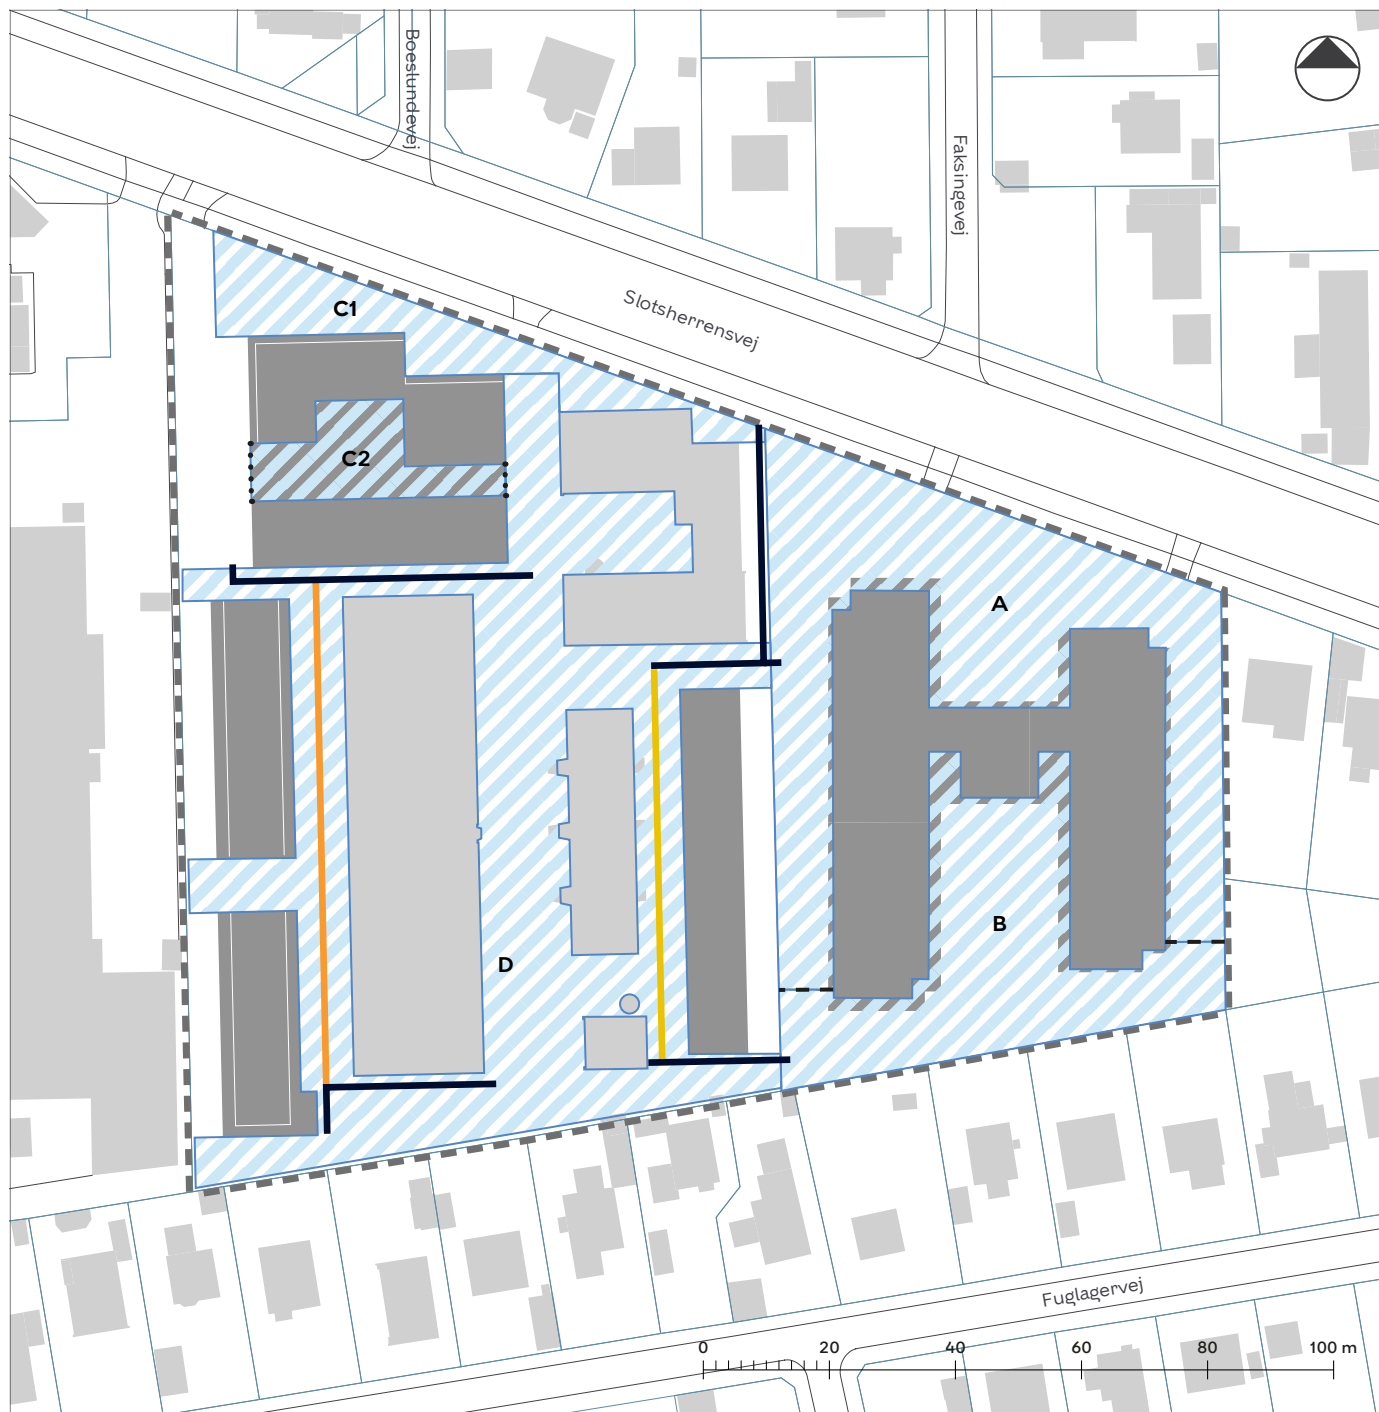 Boeslundevej
Faksingevej
Slotsherrensvej
C1
C2
A
B
D
Fuglagervej
0 20 40 60 80 100 m